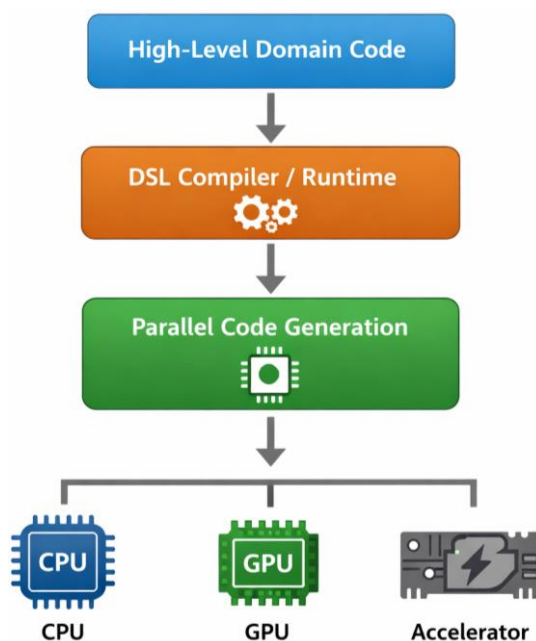 High-Level Domain Code
DSL Compiler / Runtime
Parallel Code Generation
CPU
GPU
CPU
GPU
Accelerator